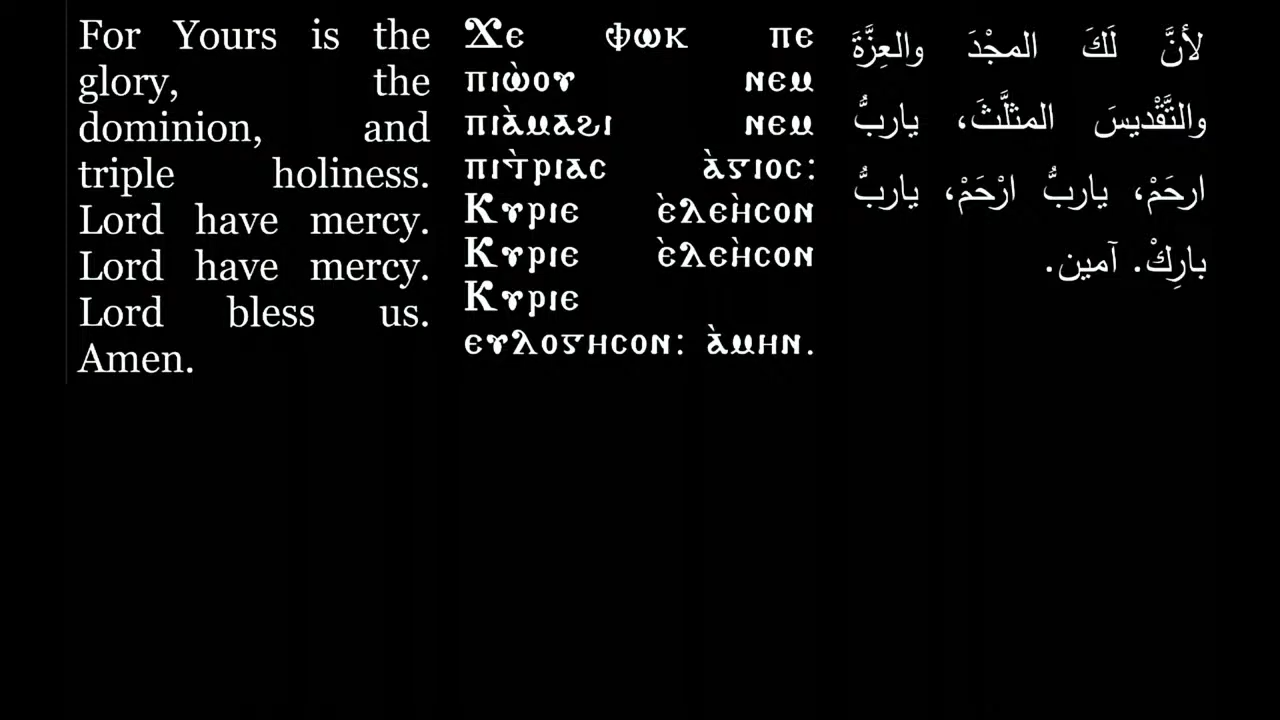 For Yours is the
glory, the
dominion, and
triple holiness.
Lord have mercy.
Lord have mercy.
Lord bless us.
Amen.
Ϫⲉ ⲫⲱⲕ ⲡⲉ
ⲡⲓⲱ̀ⲟⲩ ⲛⲉⲙ
ⲡⲓⲁ̀ⲙⲁϩⲓ ⲛⲉⲙ
ⲡⲓⲧ̀ⲣⲓⲁⲥ ⲁ̀ⲅⲓⲟⲥ:
Ⲕⲩⲣⲓⲉ ⲉ̀ⲗⲉⲏ̀ⲥⲟⲛ
Ⲕⲩⲣⲓⲉ ⲉ̀ⲗⲉⲏ̀ⲥⲟⲛ
Ⲕⲩⲣⲓⲉ
ⲉⲩⲗⲟⲅⲏⲥⲟⲛ: ⲁ̀ⲙⲏⲛ.
لأنَّ لَكَ المجْدَ والعِزَّةَ
والتَّقْديسَ المثلَّثَ، ياربُّ
ارحَمْ، ياربُّ ارْحَمْ، ياربُّ
بارِكْ. آمين.